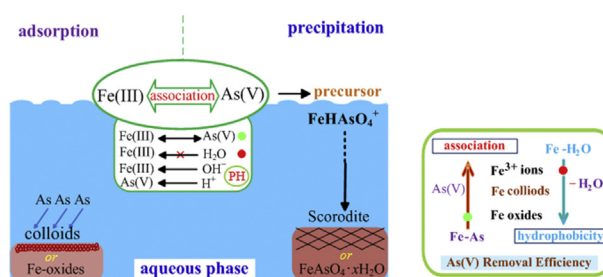 adsorption
precipitation
Fe(III) association As(V)
precursor
FeHAsO₄⁺
Fe(III) As(V)
Fe(III) H₂O
Fe(III) OH⁻
As(V) H⁺
PH
As As As
colloids
or
Fe-oxides
aqueous phase
Scorodite
or
FeAsO₄·xH₂O
association
Fe-H₂O
Fe³⁺ ions
As(V)
Fe colliods
-H₂O
Fe oxides
Fe-As
hydrophobicity
As(V) Removal Efficiency